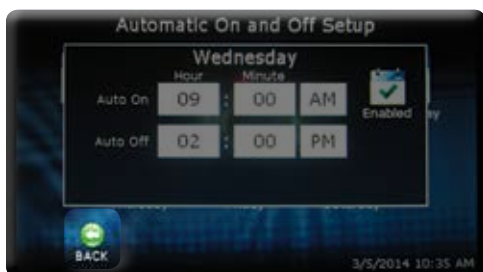 Automatic On and Off Setup
Wednesday
Hour Minute
Auto On 09 : 00 AM
Enabled
Auto Off 02 : 00 PM
BACK
3/5/2014 10:35 AM